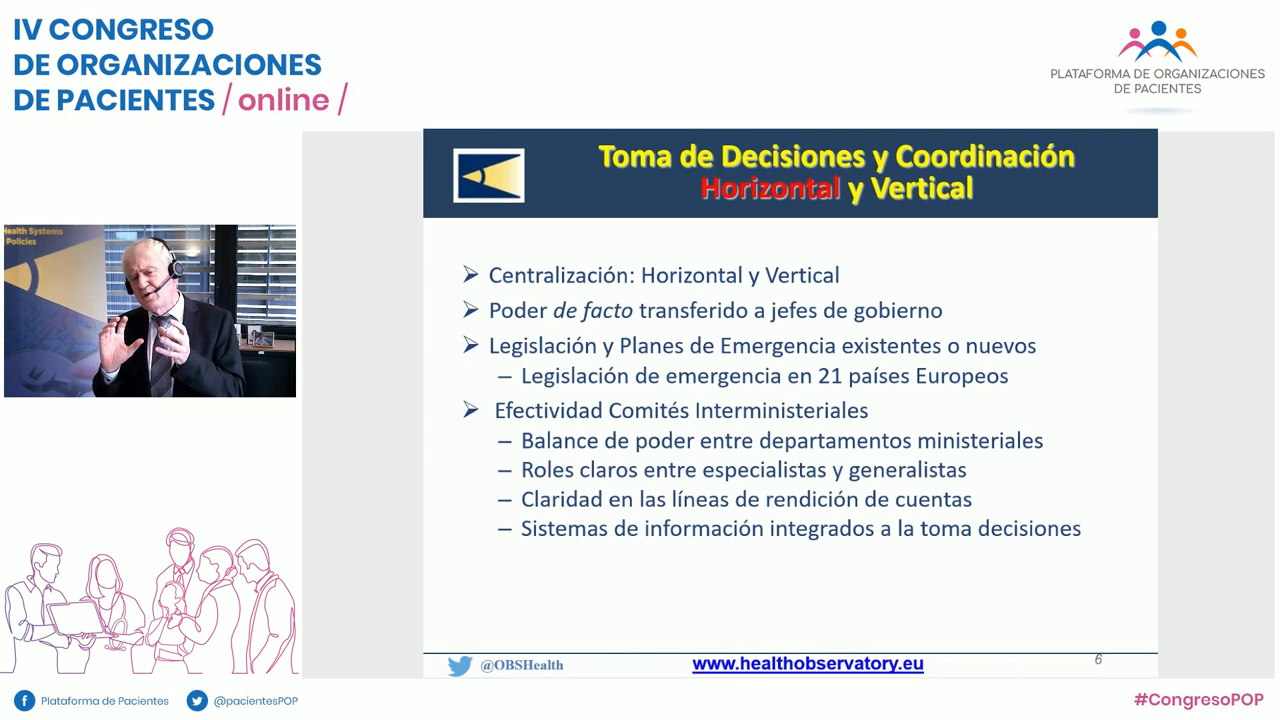 IV CONGRESO
DE ORGANIZACIONES
DE PACIENTES / online /
PLATAFORMA DE ORGANIZACIONES
DE PACIENTES
Toma de Decisiones y Coordinación
Horizontal y Vertical
Health Systems
Policies
➢ Centralización: Horizontal y Vertical
➢ Poder de facto transferido a jefes de gobierno
➢ Legislación y Planes de Emergencia existentes o nuevos
– Legislación de emergencia en 21 países Europeos
➢ Efectividad Comités Interministeriales
– Balance de poder entre departamentos ministeriales
– Roles claros entre especialistas y generalistas
– Claridad en las líneas de rendición de cuentas
– Sistemas de información integrados a la toma decisiones
@OBSHealth
www.healthobservatory.eu
6
Plataforma de Pacientes
@pacientesPOP
#CongresoPOP